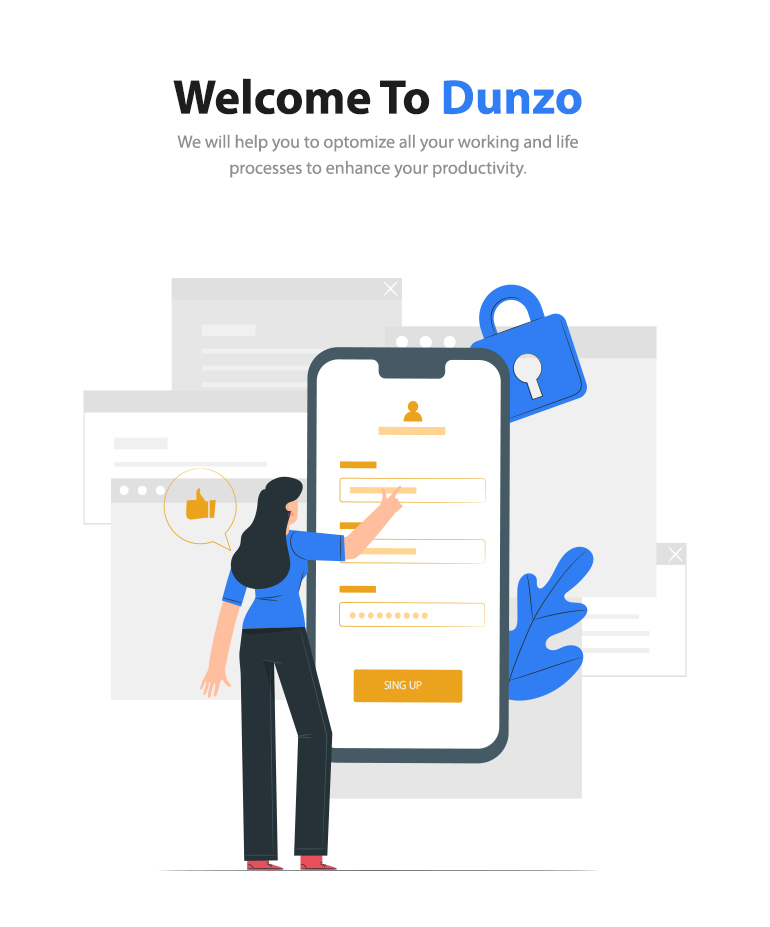 Welcome To Dunzo
We will help you to optomize all your working and life
processes to enhance your productivity.
SING UP